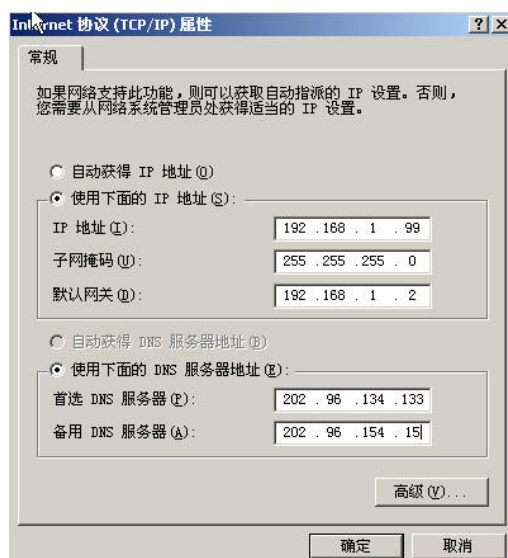 Internet 协议 (TCP/IP) 属性
常规
如果网络支持此功能，则可以获取自动指派的 IP 设置。否则，
您需要从网络系统管理员处获得适当的 IP 设置。
自动获得 IP 地址(O)
使用下面的 IP 地址(S):
IP 地址(I): 192 .168 . 1 . 99
子网掩码(U): 255 .255 .255 . 0
默认网关(D): 192 .168 . 1 . 2
自动获得 DNS 服务器地址(B)
使用下面的 DNS 服务器地址(E):
首选 DNS 服务器(P): 202 . 96 .134 .133
备用 DNS 服务器(A): 202 . 96 .154 . 15
高级(V)...
确定 取消